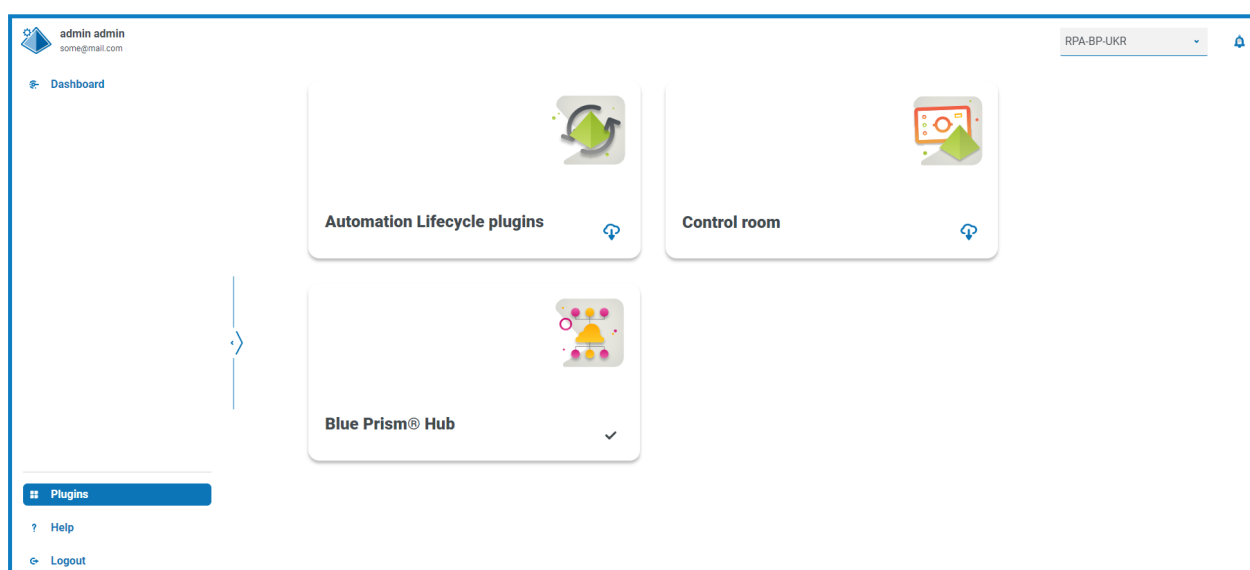 admin admin
some@mail.com
RPA-BP-UKR
Dashboard
Automation Lifecycle plugins
Control room
Blue Prism® Hub
Plugins
? Help
Logout